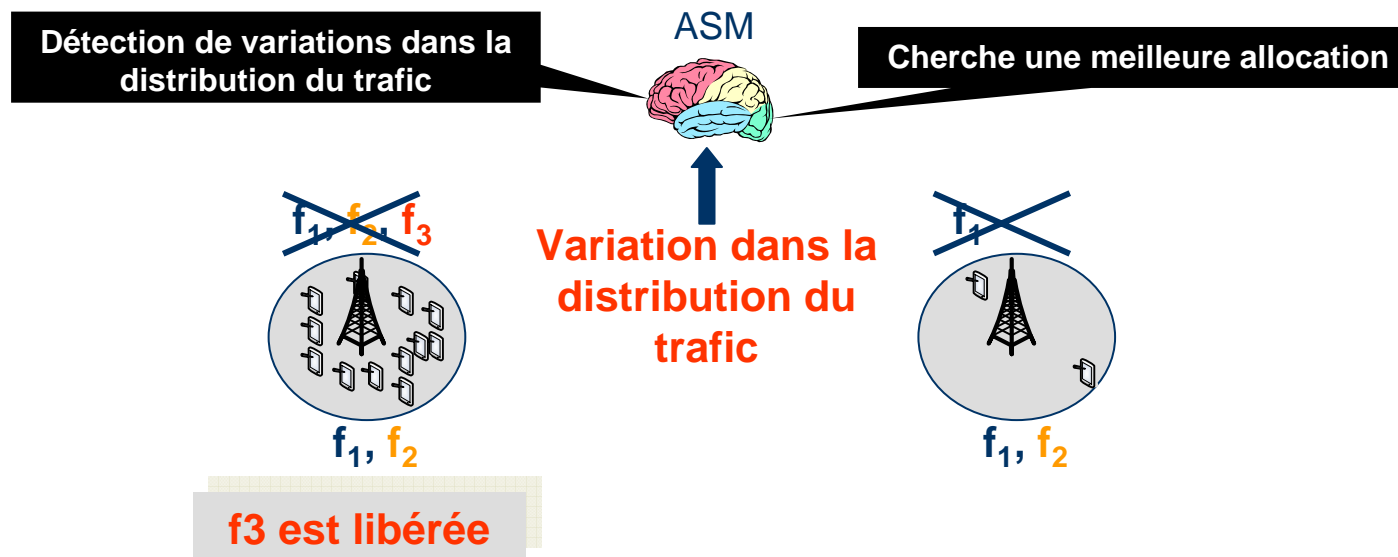 ASM
Détection de variations dans la
distribution du trafic
Cherche une meilleure allocation
f1, f2, f3
f1
Variation dans la
distribution du
trafic
f1, f2
f1, f2
f3 est libérée